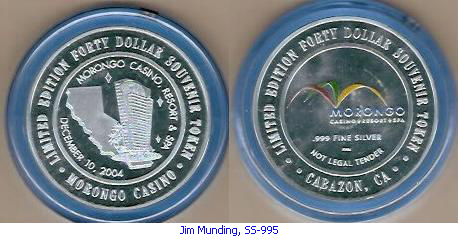 LIMITED EDITION FORTY DOLLAR SOUVENIR TOKEN
MORONGO CASINO RESORT & SPA
DECEMBER 10, 2004
· MORONGO CASINO ·
LIMITED EDITION FORTY DOLLAR SOUVENIR TOKEN
MORONGO
CASINO • RESORT • SPA
.999 FINE SILVER
NOT LEGAL TENDER
· CABAZON, CA ·
Jim Munding, SS-995